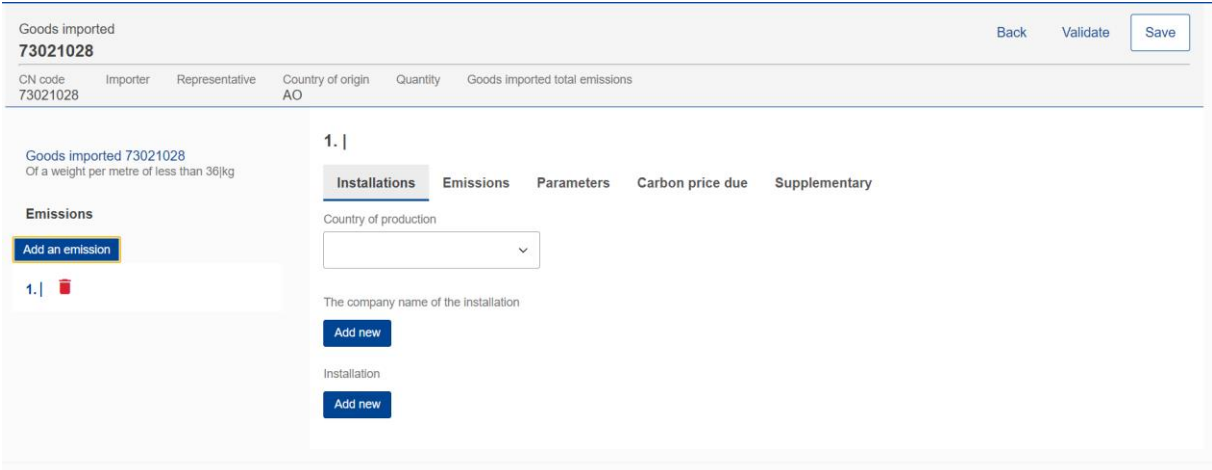 Goods imported
73021028
Back Validate Save
CN code Importer Representative Country of origin Quantity Goods imported total emissions
73021028 AO
Goods imported 73021028
Of a weight per metre of less than 36|kg
Emissions
Add an emission
1. |
1. |
Installations Emissions Parameters Carbon price due Supplementary
Country of production
The company name of the installation
Add new
Installation
Add new